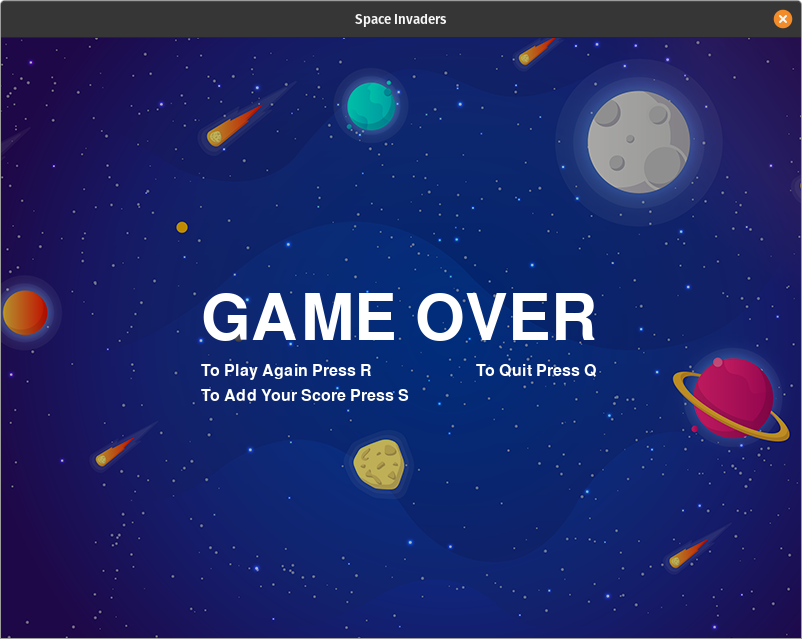 Space Invaders
GAME OVER
To Play Again Press R
To Quit Press Q
To Add Your Score Press S